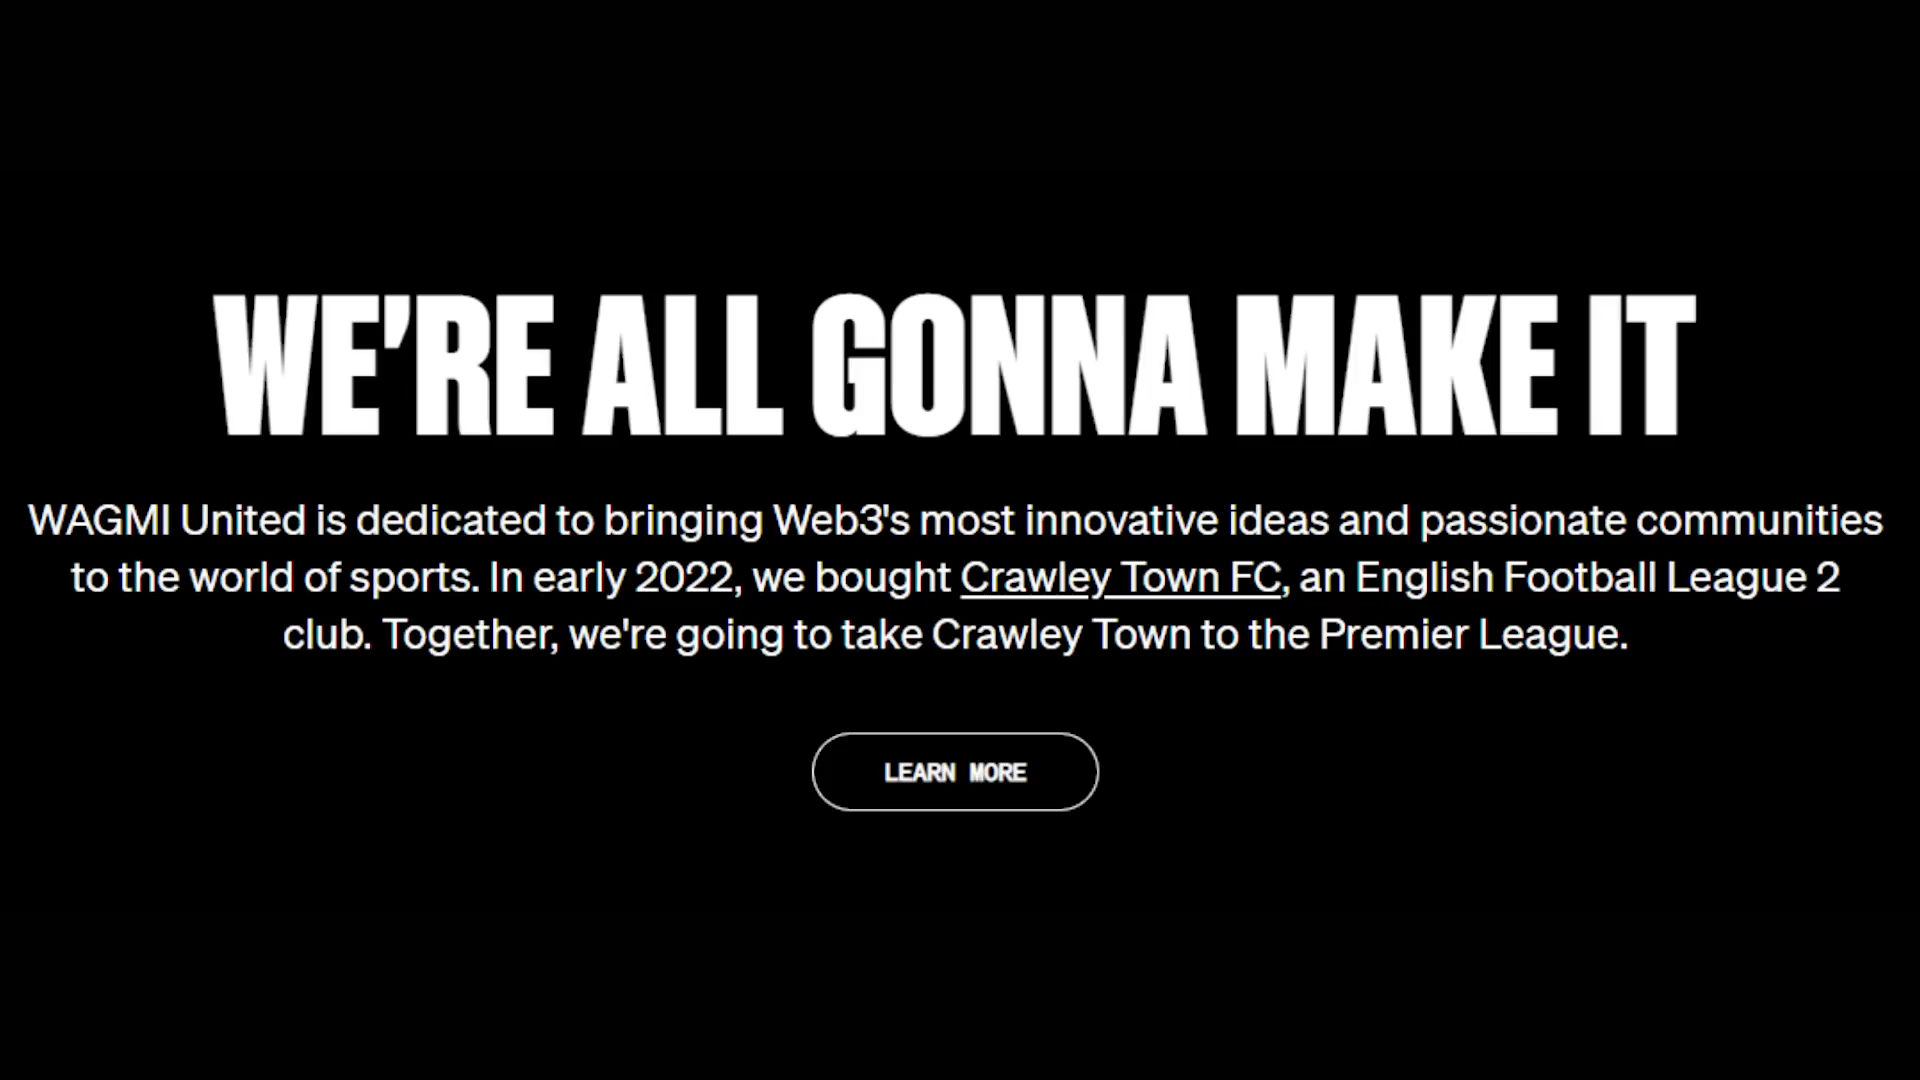 WE'RE ALL GONNA MAKE IT
WAGMI United is dedicated to bringing Web3's most innovative ideas and passionate communities
to the world of sports. In early 2022, we bought Crawley Town FC, an English Football League 2
club. Together, we're going to take Crawley Town to the Premier League.
LEARN MORE